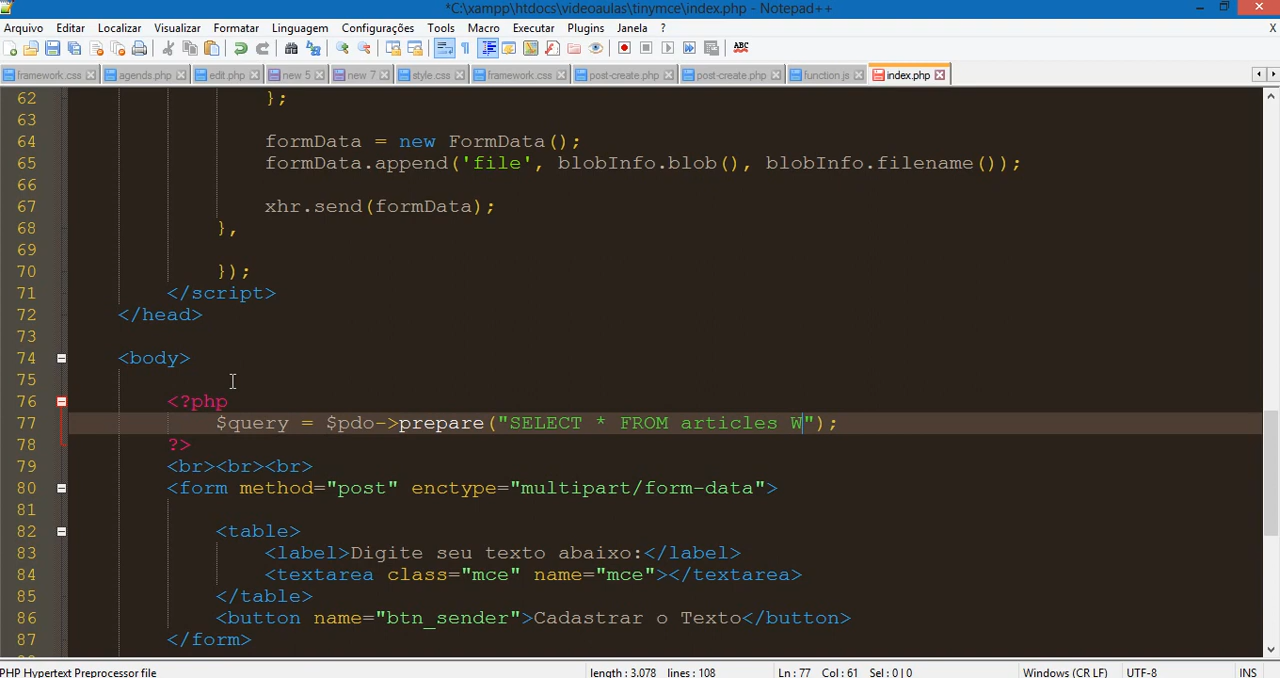 *C:\xampp\htdocs\videoaulas\tinymce\index.php - Notepad++
Arquivo Editar Localizar Visualizar Formatar Linguagem Configurações Tools Macro Executar Plugins Janela ? X
ABC
framework.css agends.php edit.php new 5 new 7 style.css framework.css post-create.php post-create.php function.js index.php
62 };
63
64 formData = new FormData();
65 formData.append('file', blobInfo.blob(), blobInfo.filename());
66
67 xhr.send(formData);
68 },
69
70 });
71 </script>
72 </head>
73
74 <body>
75
76 <?php
77 $query = $pdo->prepare("SELECT * FROM articles W");
78 ?>
79 <br><br><br>
80 <form method="post" enctype="multipart/form-data">
81
82 <table>
83 <label>Digite seu texto abaixo:</label>
84 <textarea class="mce" name="mce"></textarea>
85 </table>
86 <button name="btn_sender">Cadastrar o Texto</button>
87 </form>
PHP Hypertext Preprocessor file length : 3.078 lines : 108 Ln : 77 Col : 61 Sel : 0 | 0 Windows (CR LF) UTF-8 INS